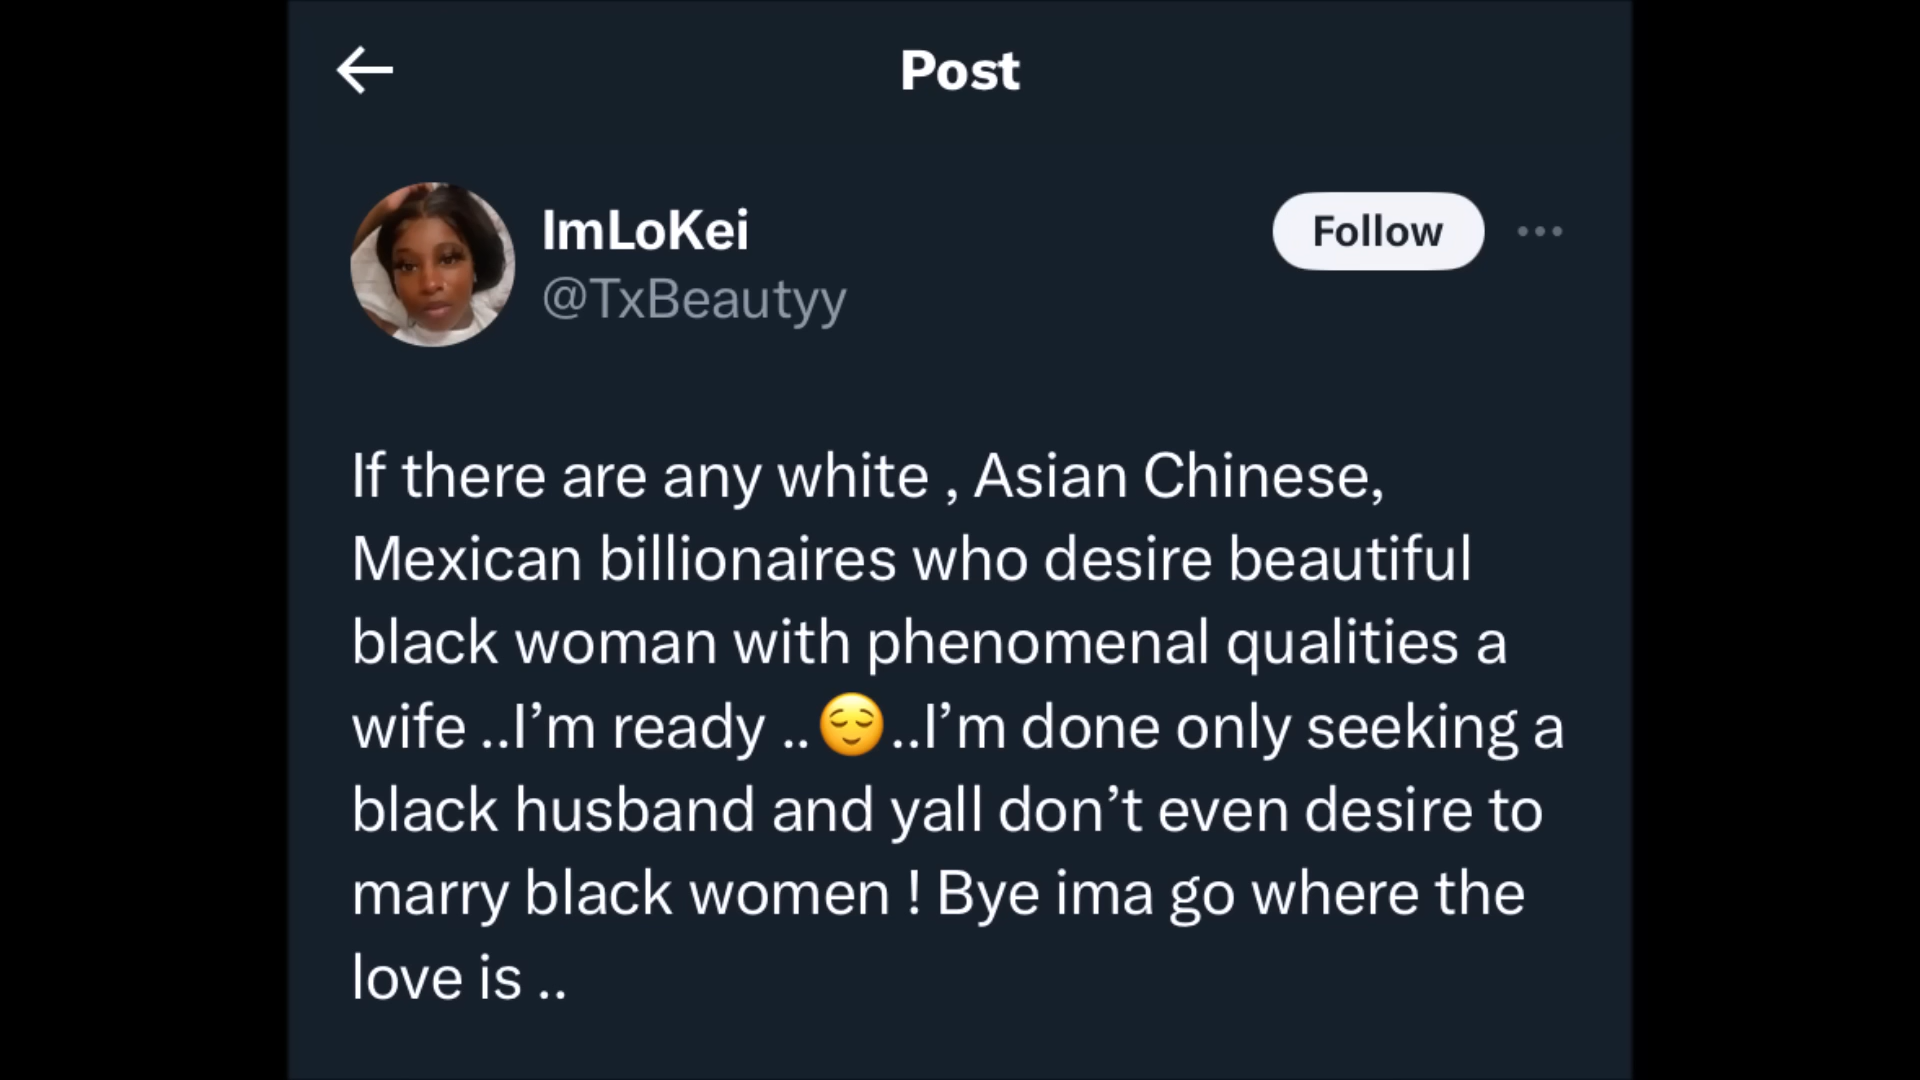 Post
ImLoKei
Follow
@TxBeautyy
If there are any white , Asian Chinese,
Mexican billionaires who desire beautiful
black woman with phenomenal qualities a
wife ..I’m ready ..😌..I’m done only seeking a
black husband and yall don’t even desire to
marry black women ! Bye ima go where the
love is ..